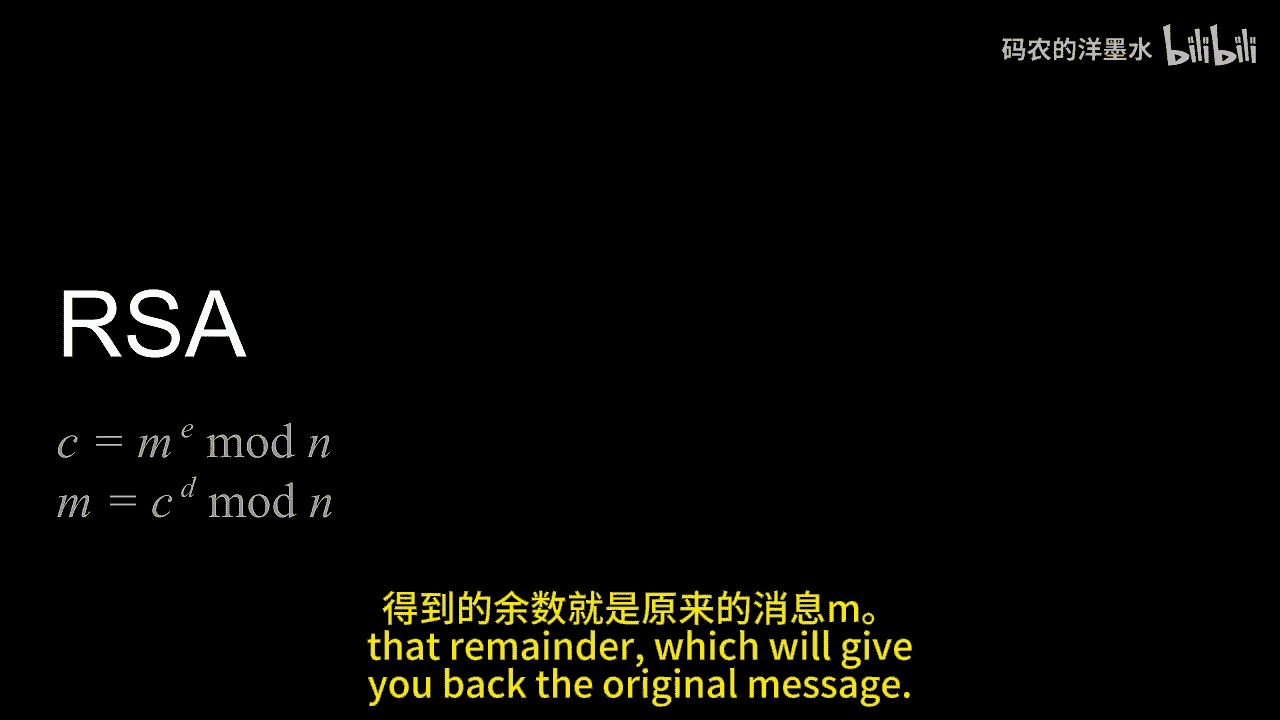 码农的洋墨水 bilibili
RSA
c = m^e mod n
m = c^d mod n
得到的余数就是原来的消息m。
that remainder, which will give
you back the original message.